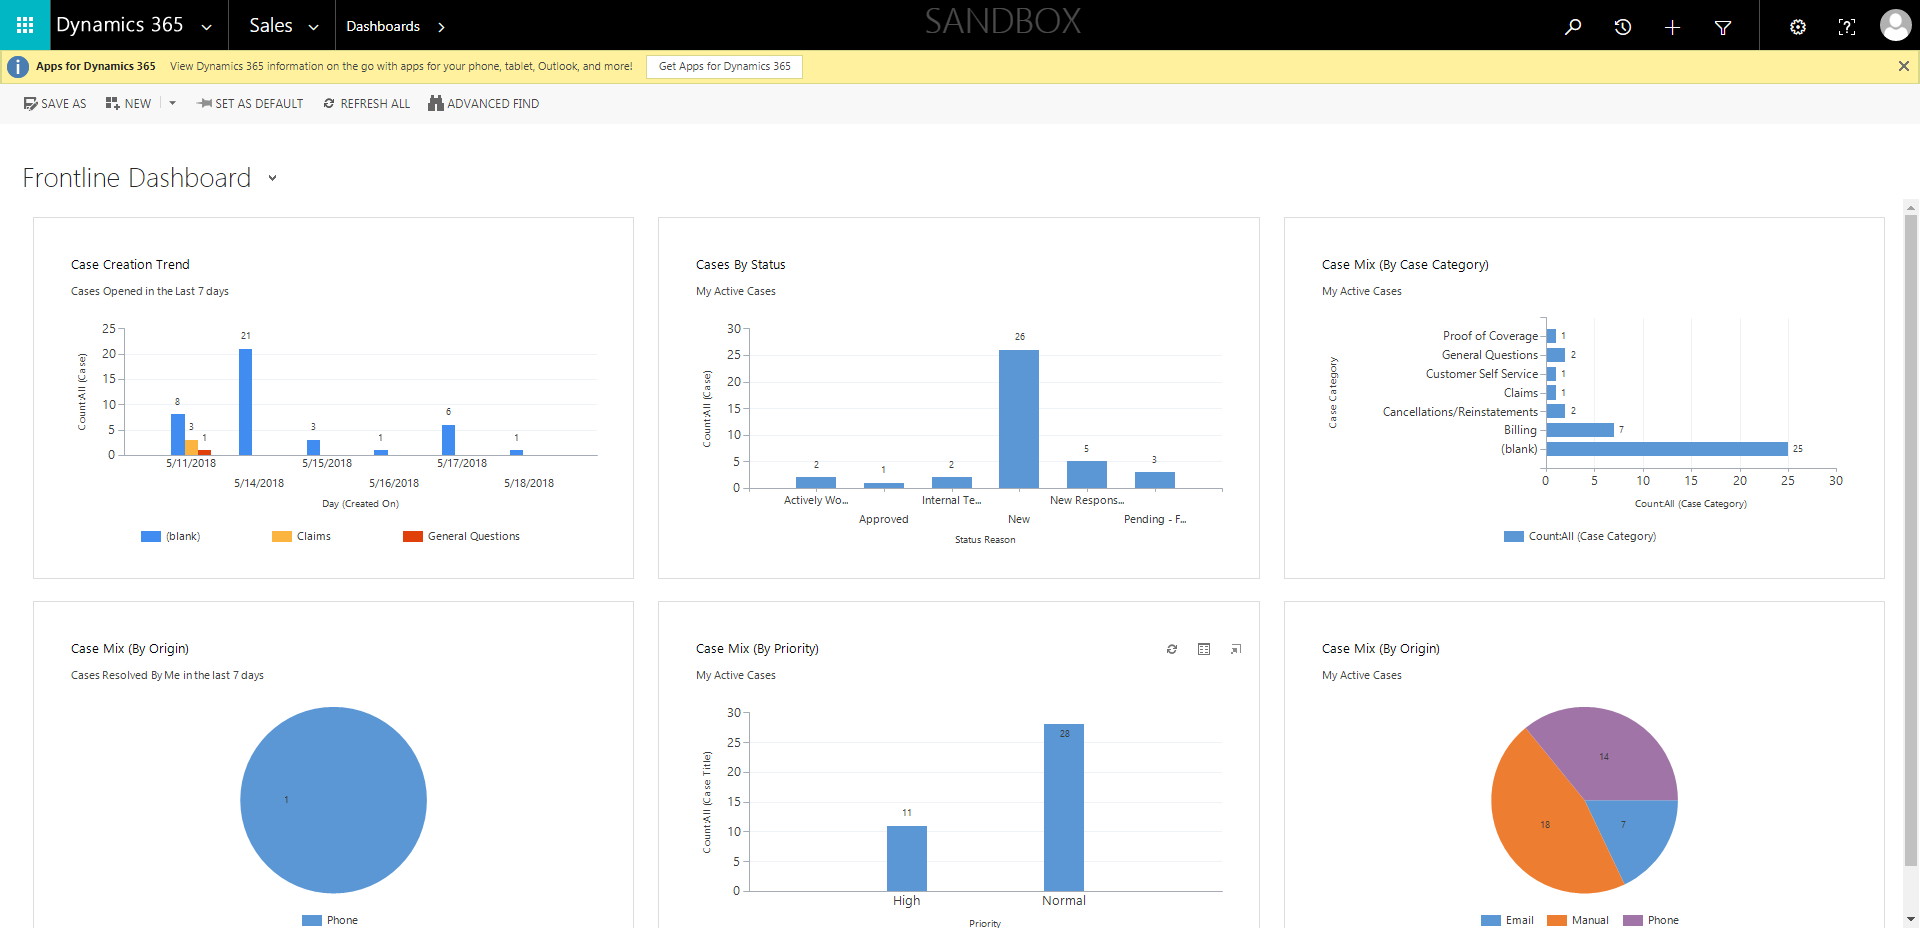 Dynamics 365 Sales Dashboards SANDBOX
Apps for Dynamics 365 View Dynamics 365 information on the go with apps for your phone, tablet, Outlook, and more! Get Apps for Dynamics 365
SAVE AS NEW SET AS DEFAULT REFRESH ALL ADVANCED FIND
Frontline Dashboard
Case Creation Trend
Cases Opened in the Last 7 days
Count:All (Case)
25
20
15
10
5
0
8
3
1
21
3
1
6
1
5/11/2018 5/15/2018 5/17/2018
5/14/2018 5/16/2018 5/18/2018
Day (Created On)
(blank) Claims General Questions
Cases By Status
My Active Cases
Count:All (Case)
30
25
20
15
10
5
0
2
1
2
26
5
3
Actively Wo... Internal Te... New Respons...
Approved New Pending - F...
Status Reason
Case Mix (By Case Category)
My Active Cases
Case Category
Proof of Coverage 1
General Questions 2
Customer Self Service 1
Claims 1
Cancellations/Reinstatements 2
Billing 7
(blank) 25
0 5 10 15 20 25 30
Count:All (Case Category)
Count:All (Case Category)
Case Mix (By Origin)
Cases Resolved By Me in the last 7 days
1
Phone
Case Mix (By Priority)
My Active Cases
Count:All (Case Title)
30
25
20
15
10
5
0
11
28
High Normal
Priority
Case Mix (By Origin)
My Active Cases
14
18
7
Email Manual Phone